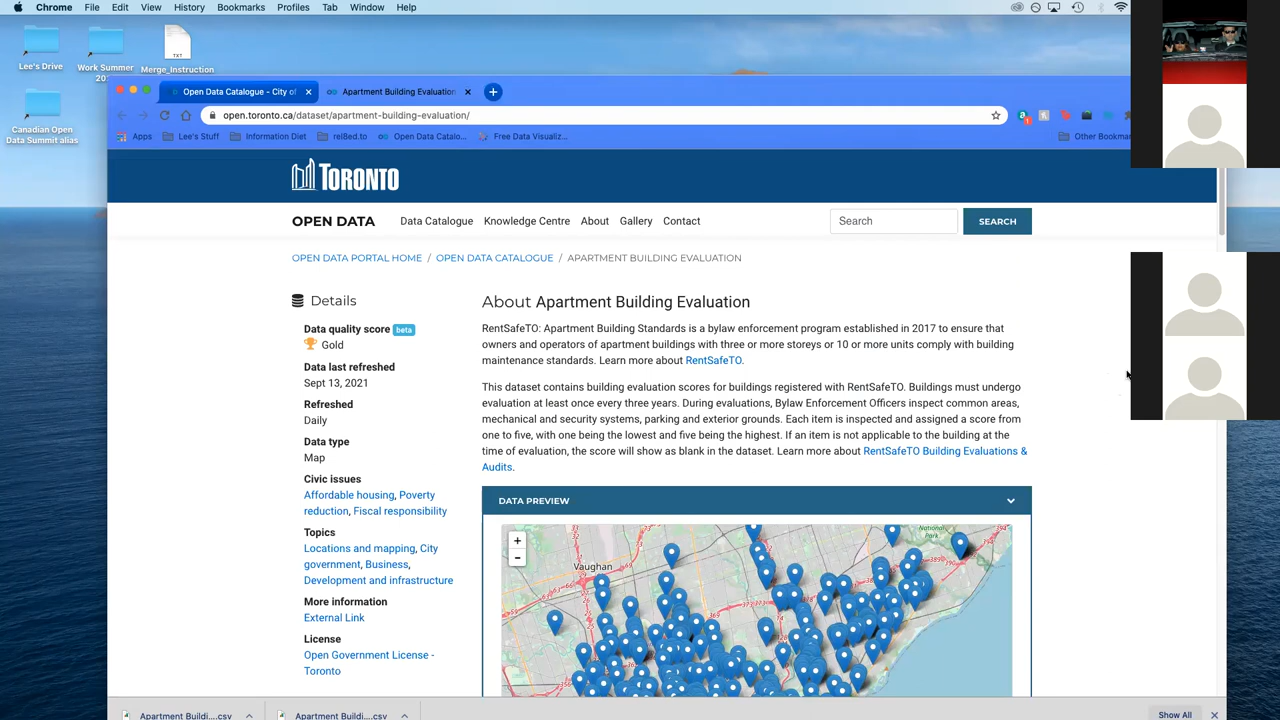 Chrome File Edit View History Bookmarks Profiles Tab Window Help
Lee's Drive
Work Summer
20
TXT
Merge_Instruction
Canadian Open
Data Summit alias
Open Data Catalogue - City of
Apartment Building Evaluation
open.toronto.ca/dataset/apartment-building-evaluation/
Apps Lee's Stuff Information Diet relBed.to Open Data Catalo... Free Data Visualiz... Other Bookmar
TORONTO
OPEN DATA Data Catalogue Knowledge Centre About Gallery Contact Search SEARCH
OPEN DATA PORTAL HOME / OPEN DATA CATALOGUE / APARTMENT BUILDING EVALUATION
Details
Data quality score beta
Gold
Data last refreshed
Sept 13, 2021
Refreshed
Daily
Data type
Map
Civic issues
Affordable housing, Poverty
reduction, Fiscal responsibility
Topics
Locations and mapping, City
government, Business,
Development and infrastructure
More information
External Link
License
Open Government License -
Toronto
About Apartment Building Evaluation
RentSafeTO: Apartment Building Standards is a bylaw enforcement program established in 2017 to ensure that
owners and operators of apartment buildings with three or more storeys or 10 or more units comply with building
maintenance standards. Learn more about RentSafeTO.
This dataset contains building evaluation scores for buildings registered with RentSafeTO. Buildings must undergo
evaluation at least once every three years. During evaluations, Bylaw Enforcement Officers inspect common areas,
mechanical and security systems, parking and exterior grounds. Each item is inspected and assigned a score from
one to five, with one being the lowest and five being the highest. If an item is not applicable to the building at the
time of evaluation, the score will show as blank in the dataset. Learn more about RentSafeTO Building Evaluations &
Audits.
DATA PREVIEW
+
-
Vaughan
National
Park
394
373
369
Apartment Buildi....csv
Apartment Buildi....csv
Show All